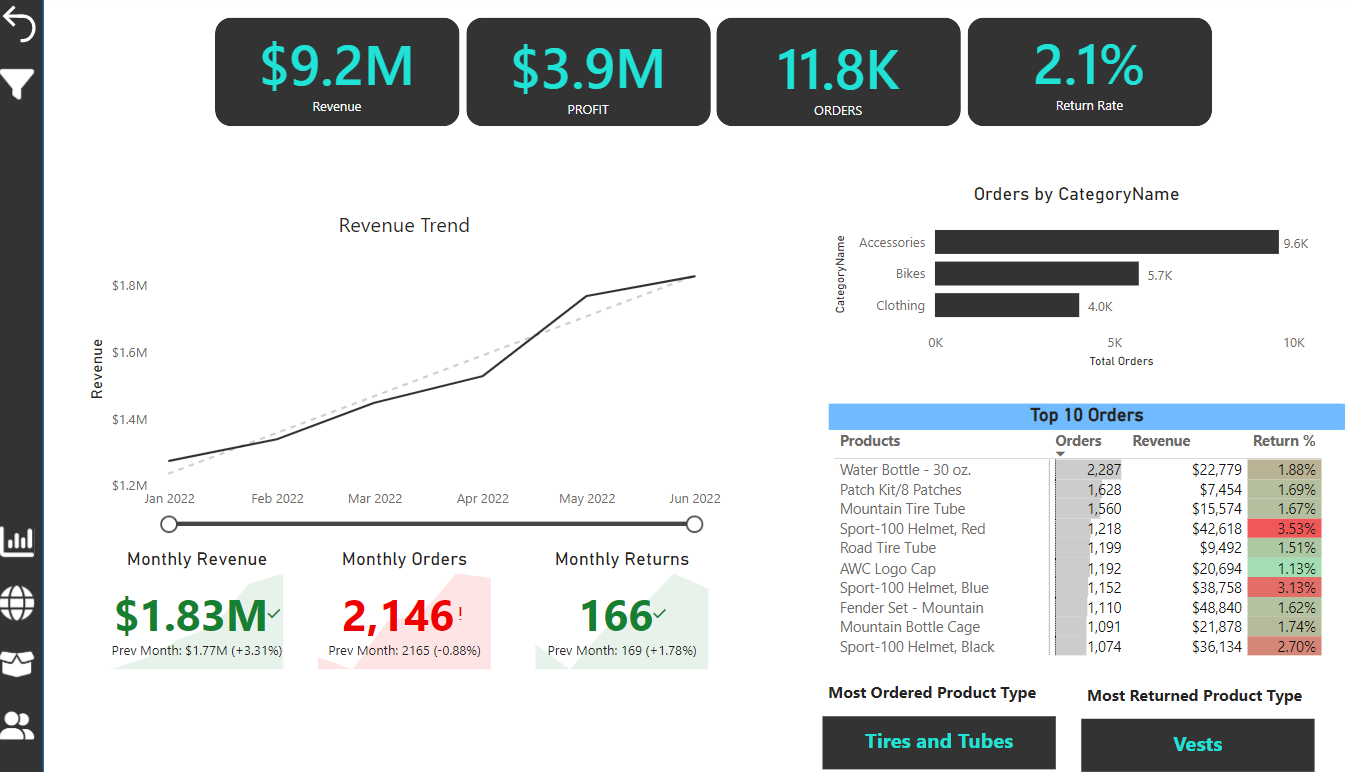 $9.2M
Revenue
$3.9M
PROFIT
11.8K
ORDERS
2.1%
Return Rate
Revenue Trend
Revenue
$1.8M
$1.6M
$1.4M
$1.2M
Jan 2022 Feb 2022 Mar 2022 Apr 2022 May 2022 Jun 2022
Monthly Revenue
$1.83M
Prev Month: $1.77M (+3.31%)
Monthly Orders
2,146!
Prev Month: 2165 (-0.88%)
Monthly Returns
166
Prev Month: 169 (+1.78%)
Orders by CategoryName
CategoryName
Accessories 9.6K
Bikes 5.7K
Clothing 4.0K
0K 5K 10K
Total Orders
Top 10 Orders
Products Orders Revenue Return %
Water Bottle - 30 oz. 2,287 $22,779 1.88%
Patch Kit/8 Patches 1,628 $7,454 1.69%
Mountain Tire Tube 1,560 $15,574 1.67%
Sport-100 Helmet, Red 1,218 $42,618 3.53%
Road Tire Tube 1,199 $9,492 1.51%
AWC Logo Cap 1,192 $20,694 1.13%
Sport-100 Helmet, Blue 1,152 $38,758 3.13%
Fender Set - Mountain 1,110 $48,840 1.62%
Mountain Bottle Cage 1,091 $21,878 1.74%
Sport-100 Helmet, Black 1,074 $36,134 2.70%
Most Ordered Product Type
Tires and Tubes
Most Returned Product Type
Vests